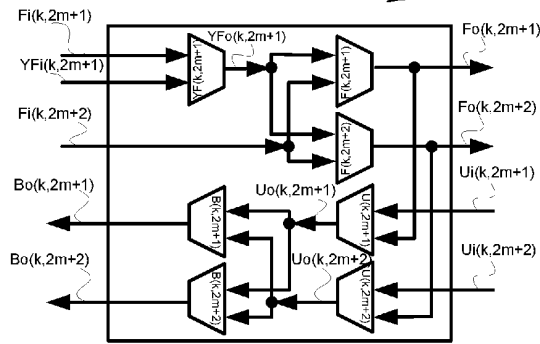 Fi(k,2m+1)
YFo(k,2m+1)
Fo(k,2m+1)
YFi(k,2m+1)
YF(k,2m+1)
F(k,2m+1)
Fi(k,2m+2)
Fo(k,2m+2)
F(k,2m+2)
Bo(k,2m+1)
Uo(k,2m+1)
Ui(k,2m+1)
B(k,2m+1)
U(k,2m+1)
Bo(k,2m+2)
Uo(k,2m+2)
Ui(k,2m+2)
B(k,2m+2)
U(k,2m+2)